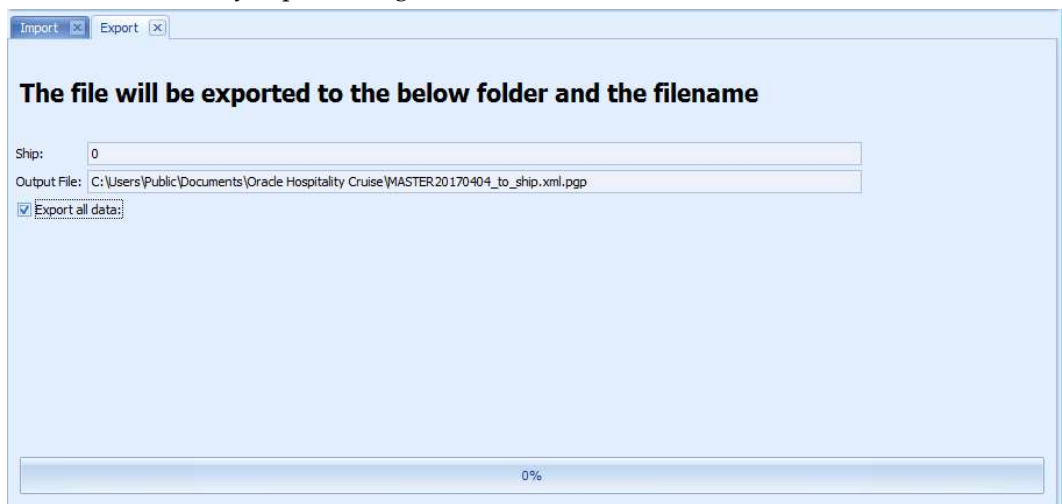 Import Export
The file will be exported to the below folder and the filename
Ship: 0
Output File: C:\Users\Public\Documents\Oracle Hospitality Cruise\MASTER20170404_to_ship.xml.pgp
Export all data:
0%